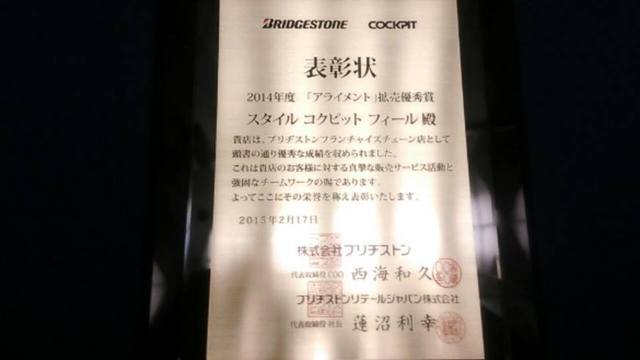 BRIDGESTONE COCKPIT
表彰状
2014年度 「アライメント」拡売優秀賞
スタイル コクピット フィール 殿
貴店は、ブリヂストンフランチャイズチェーン店として
頭書の通り優秀な成績を収められました。
これは貴店のお客様に対する真摯な販売サービス活動と
強固なチームワークの賜であります。
よってここにその栄誉を称え表彰いたします。
2015年2月17日
株式会社ブリヂストン
代表取締役COO 西海和久
ブリヂストンリテールジャパン株式会社
代表取締役社長 蓮沼利幸